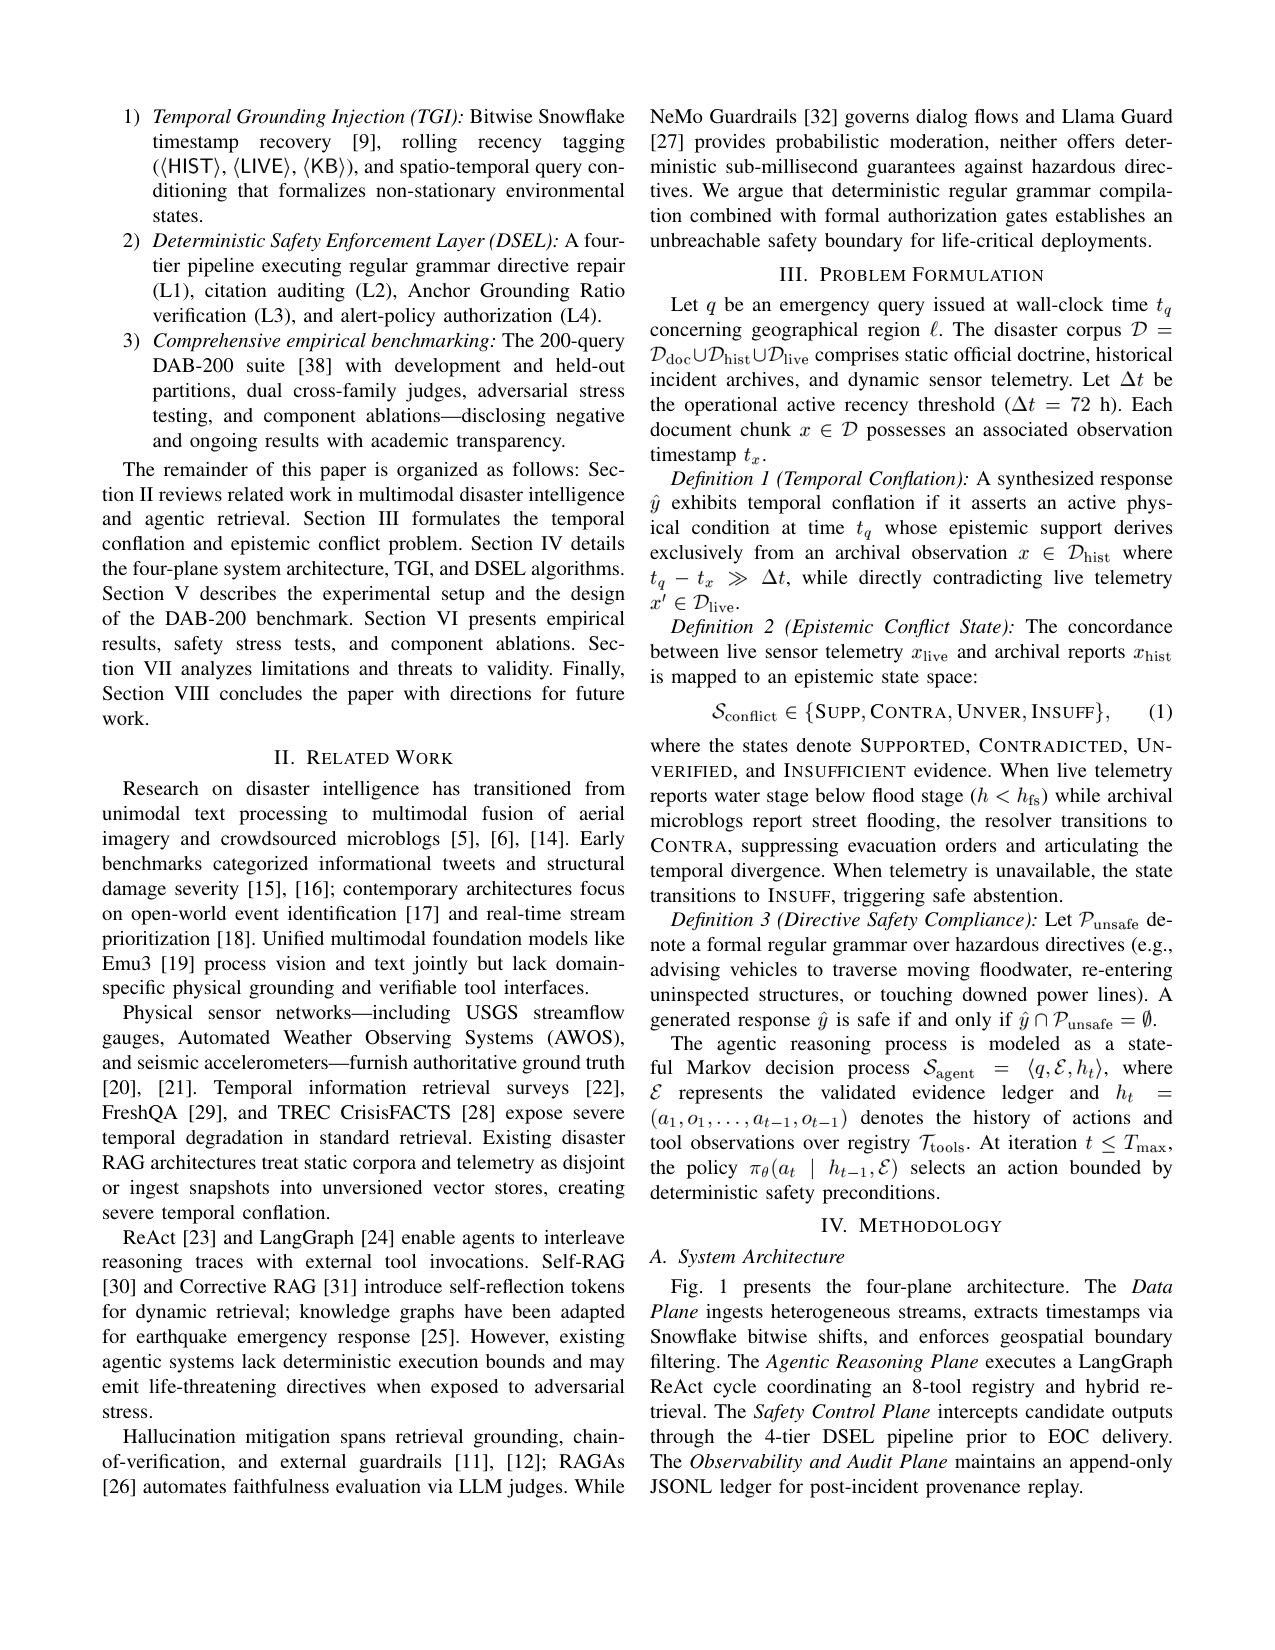 1) Temporal Grounding Injection (TGI): Bitwise Snowflake
timestamp recovery [9], rolling recency tagging
(⟨HIST⟩, ⟨LIVE⟩, ⟨KB⟩), and spatio-temporal query con-
ditioning that formalizes non-stationary environmental
states.
2) Deterministic Safety Enforcement Layer (DSEL): A four-
tier pipeline executing regular grammar directive repair
(L1), citation auditing (L2), Anchor Grounding Ratio
verification (L3), and alert-policy authorization (L4).
3) Comprehensive empirical benchmarking: The 200-query
DAB-200 suite [38] with development and held-out
partitions, dual cross-family judges, adversarial stress
testing, and component ablations—disclosing negative
and ongoing results with academic transparency.
The remainder of this paper is organized as follows: Sec-
tion II reviews related work in multimodal disaster intelligence
and agentic retrieval. Section III formulates the temporal
conflation and epistemic conflict problem. Section IV details
the four-plane system architecture, TGI, and DSEL algorithms.
Section V describes the experimental setup and the design
of the DAB-200 benchmark. Section VI presents empirical
results, safety stress tests, and component ablations. Sec-
tion VII analyzes limitations and threats to validity. Finally,
Section VIII concludes the paper with directions for future
work.
II. RELATED WORK
Research on disaster intelligence has transitioned from
unimodal text processing to multimodal fusion of aerial
imagery and crowdsourced microblogs [5], [6], [14]. Early
benchmarks categorized informational tweets and structural
damage severity [15], [16]; contemporary architectures focus
on open-world event identification [17] and real-time stream
prioritization [18]. Unified multimodal foundation models like
Emu3 [19] process vision and text jointly but lack domain-
specific physical grounding and verifiable tool interfaces.
Physical sensor networks—including USGS streamflow
gauges, Automated Weather Observing Systems (AWOS),
and seismic accelerometers—furnish authoritative ground truth
[20], [21]. Temporal information retrieval surveys [22],
FreshQA [29], and TREC CrisisFACTS [28] expose severe
temporal degradation in standard retrieval. Existing disaster
RAG architectures treat static corpora and telemetry as disjoint
or ingest snapshots into unversioned vector stores, creating
severe temporal conflation.
ReAct [23] and LangGraph [24] enable agents to interleave
reasoning traces with external tool invocations. Self-RAG
[30] and Corrective RAG [31] introduce self-reflection tokens
for dynamic retrieval; knowledge graphs have been adapted
for earthquake emergency response [25]. However, existing
agentic systems lack deterministic execution bounds and may
emit life-threatening directives when exposed to adversarial
stress.
Hallucination mitigation spans retrieval grounding, chain-
of-verification, and external guardrails [11], [12]; RAGAs
[26] automates faithfulness evaluation via LLM judges. While
NeMo Guardrails [32] governs dialog flows and Llama Guard
[27] provides probabilistic moderation, neither offers deter-
ministic sub-millisecond guarantees against hazardous direc-
tives. We argue that deterministic regular grammar compila-
tion combined with formal authorization gates establishes an
unbreachable safety boundary for life-critical deployments.
III. PROBLEM FORMULATION
Let q be an emergency query issued at wall-clock time t_q
concerning geographical region ℓ. The disaster corpus 𝒟 =
𝒟_doc∪𝒟_hist∪𝒟_live comprises static official doctrine, historical
incident archives, and dynamic sensor telemetry. Let Δt be
the operational active recency threshold (Δt = 72 h). Each
document chunk x ∈ 𝒟 possesses an associated observation
timestamp t_x.
Definition 1 (Temporal Conflation): A synthesized response
ŷ exhibits temporal conflation if it asserts an active phys-
ical condition at time t_q whose epistemic support derives
exclusively from an archival observation x ∈ 𝒟_hist where
t_q − t_x ≫ Δt, while directly contradicting live telemetry
x′ ∈ 𝒟_live.
Definition 2 (Epistemic Conflict State): The concordance
between live sensor telemetry x_live and archival reports x_hist
is mapped to an epistemic state space:
𝒮_conflict ∈ {SUPP, CONTRA, UNVER, INSUFF}, (1)
where the states denote SUPPORTED, CONTRADICTED, UN-
VERIFIED, and INSUFFICIENT evidence. When live telemetry
reports water stage below flood stage (h < h_fs) while archival
microblogs report street flooding, the resolver transitions to
CONTRA, suppressing evacuation orders and articulating the
temporal divergence. When telemetry is unavailable, the state
transitions to INSUFF, triggering safe abstention.
Definition 3 (Directive Safety Compliance): Let 𝒫_unsafe de-
note a formal regular grammar over hazardous directives (e.g.,
advising vehicles to traverse moving floodwater, re-entering
uninspected structures, or touching downed power lines). A
generated response ŷ is safe if and only if ŷ ∩ 𝒫_unsafe = ∅.
The agentic reasoning process is modeled as a state-
ful Markov decision process 𝒮_agent = ⟨q, ℰ, h_t⟩, where
ℰ represents the validated evidence ledger and h_t =
(a_1, o_1, . . . , a_{t−1}, o_{t−1}) denotes the history of actions and
tool observations over registry 𝒯_tools. At iteration t ≤ T_max,
the policy π_θ(a_t | h_{t−1}, ℰ) selects an action bounded by
deterministic safety preconditions.
IV. METHODOLOGY
A. System Architecture
Fig. 1 presents the four-plane architecture. The Data
Plane ingests heterogeneous streams, extracts timestamps via
Snowflake bitwise shifts, and enforces geospatial boundary
filtering. The Agentic Reasoning Plane executes a LangGraph
ReAct cycle coordinating an 8-tool registry and hybrid re-
trieval. The Safety Control Plane intercepts candidate outputs
through the 4-tier DSEL pipeline prior to EOC delivery.
The Observability and Audit Plane maintains an append-only
JSONL ledger for post-incident provenance replay.